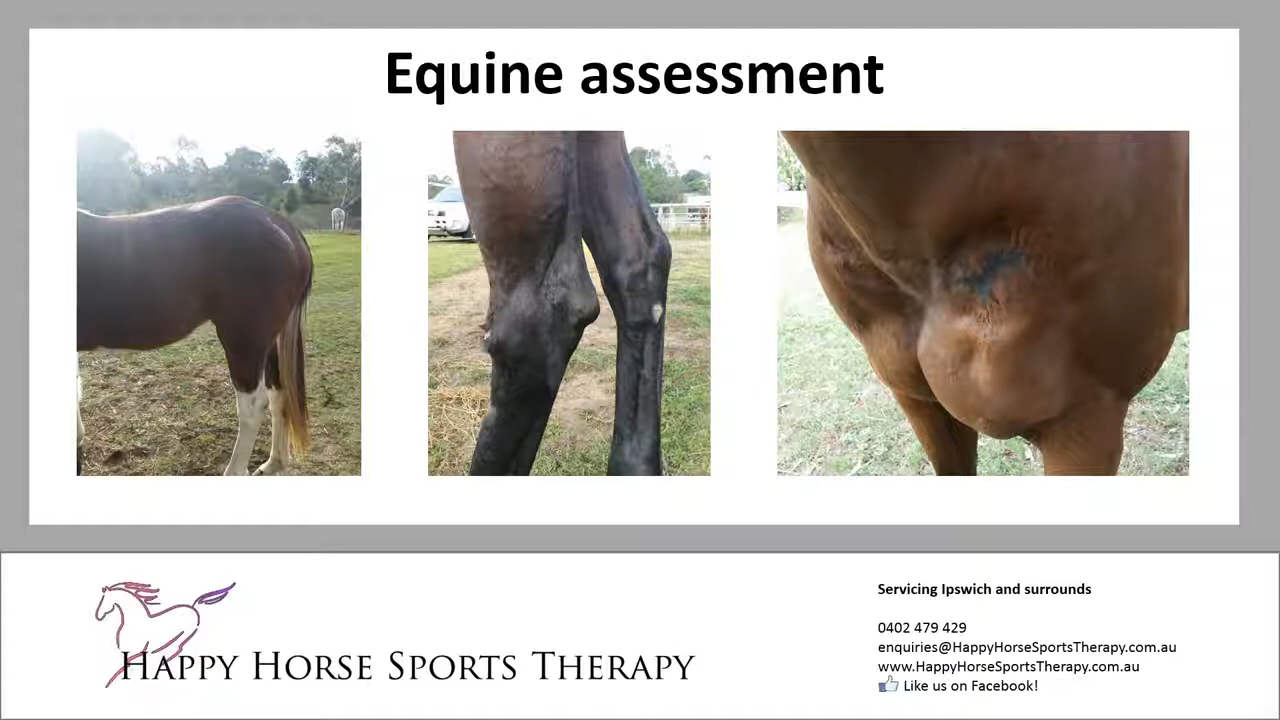 Equine assessment
HAPPY HORSE SPORTS THERAPY
Servicing Ipswich and surrounds
0402 479 429
enquiries@HappyHorseSportsTherapy.com.au
www.HappyHorseSportsTherapy.com.au
Like us on Facebook!